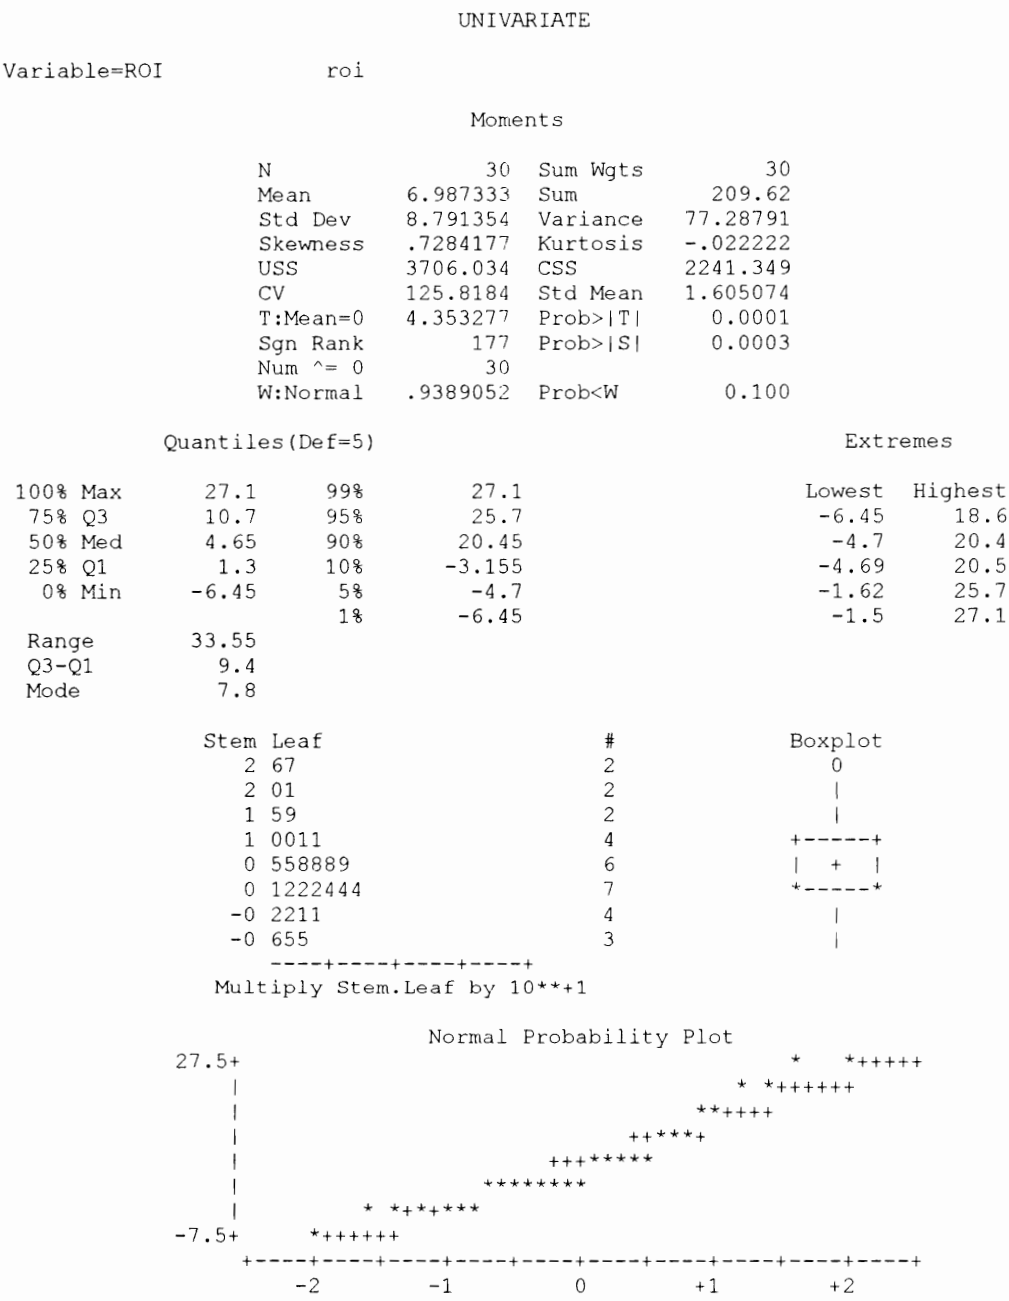 UNIVARIATE
Variable=ROI roi
Moments
N 30 Sum Wgts 30
Mean 6.987333 Sum 209.62
Std Dev 8.791354 Variance 77.28791
Skewness .7284177 Kurtosis -.022222
USS 3706.034 CSS 2241.349
CV 125.8184 Std Mean 1.605074
T:Mean=0 4.353277 Prob>|T| 0.0001
Sgn Rank 177 Prob>|S| 0.0003
Num ^= 0 30
W:Normal .9389052 Prob<W 0.100
Quantiles(Def=5) Extremes
100% Max 27.1 99% 27.1 Lowest Highest
75% Q3 10.7 95% 25.7 -6.45 18.6
50% Med 4.65 90% 20.45 -4.7 20.4
25% Q1 1.3 10% -3.155 -4.69 20.5
0% Min -6.45 5% -4.7 -1.62 25.7
1% -6.45 -1.5 27.1
Range 33.55
Q3-Q1 9.4
Mode 7.8
Stem Leaf # Boxplot
2 67 2 0
2 01 2 |
1 59 2 |
1 0011 4 +-----+
0 558889 6 | + |
0 1222444 7 *-----*
-0 2211 4 |
-0 655 3 |
----+----+----+----+
Multiply Stem.Leaf by 10**+1
Normal Probability Plot
27.5+ * *+++++
| * *++++++
| **++++
| ++***+
| +++*****
| ********
| * *+*+***
-7.5+ *++++++
+----+----+----+----+----+----+----+----+----+----+
-2 -1 0 +1 +2